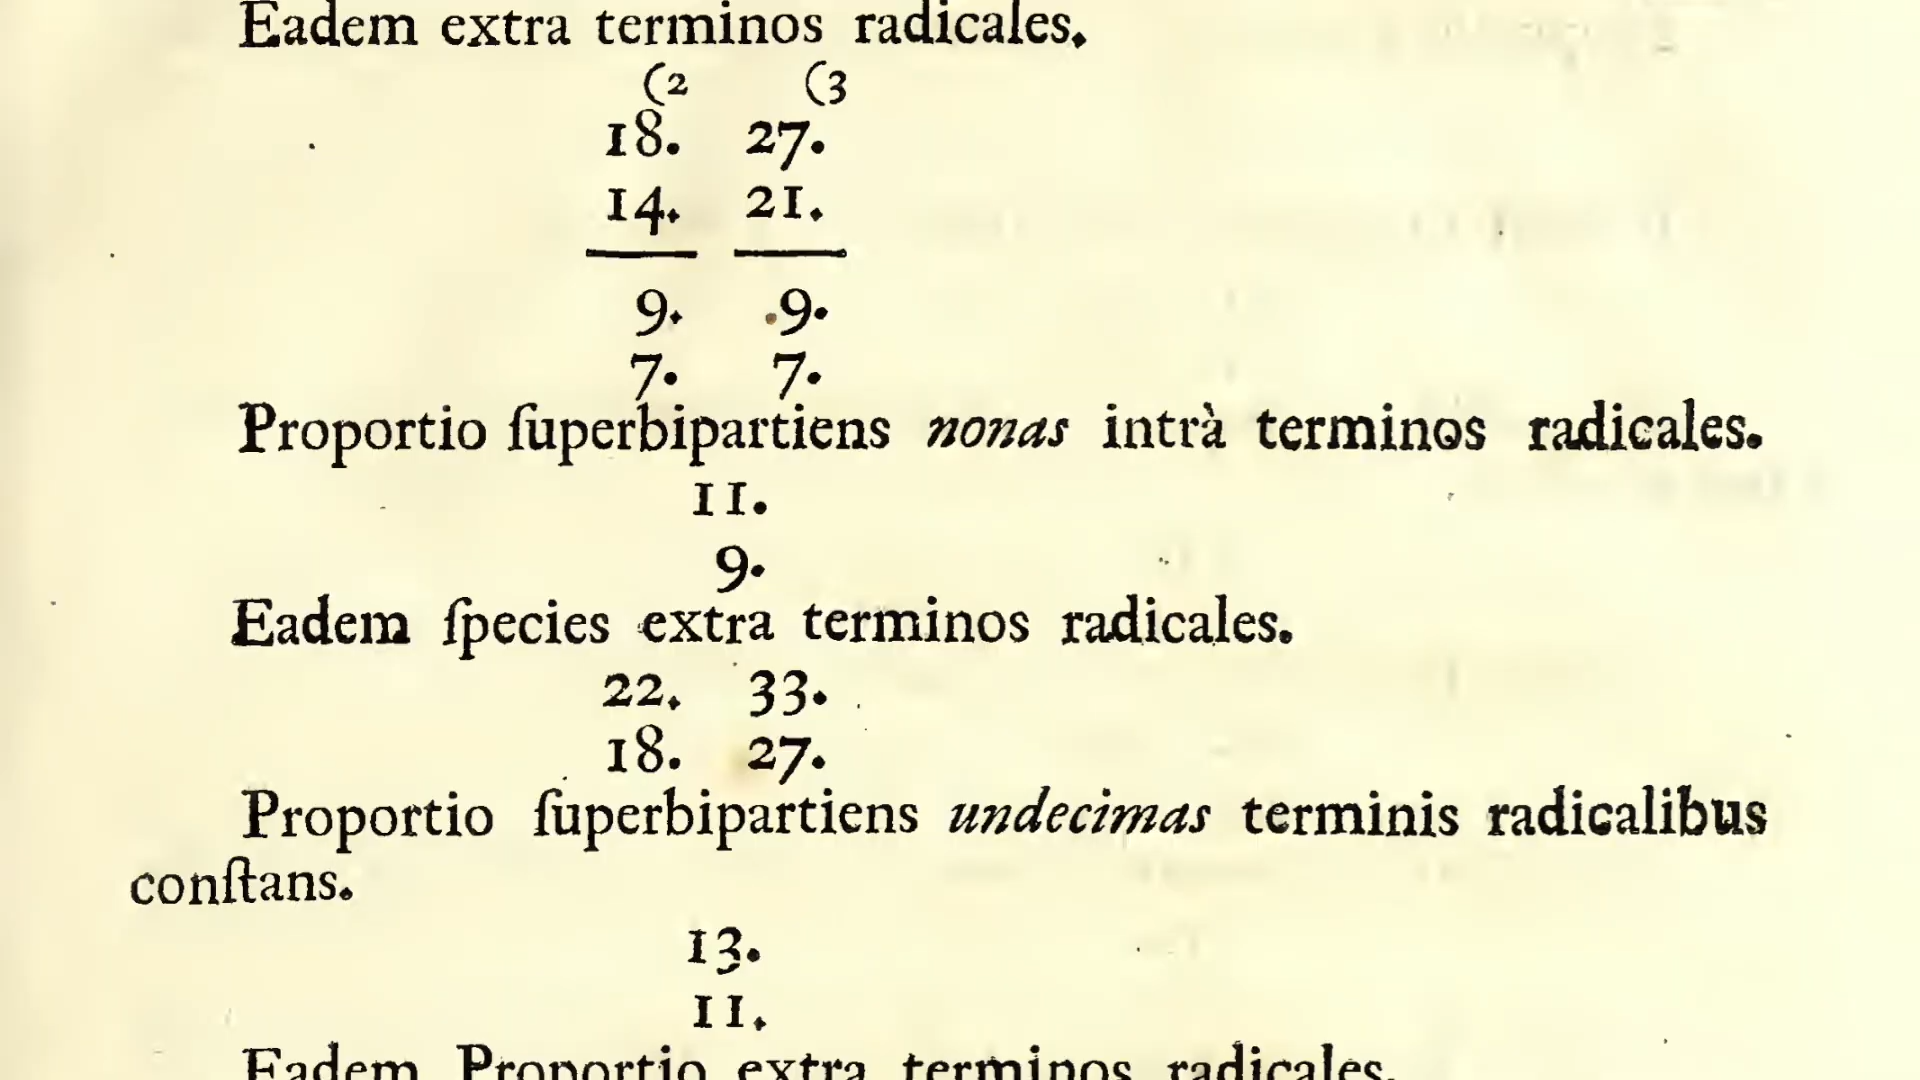 Eadem extra terminos radicales.
(2 (3
18. 27.
14. 21.
9. 9.
7. 7.
Proportio ſuperbipartiens nonas intrà terminos radicales.
11.
9.
Eadem ſpecies extra terminos radicales.
22. 33.
18. 27.
Proportio ſuperbipartiens undecimas terminis radicalibus
conſtans.
13.
11.
Eadem Proportio extra terminos radicales.